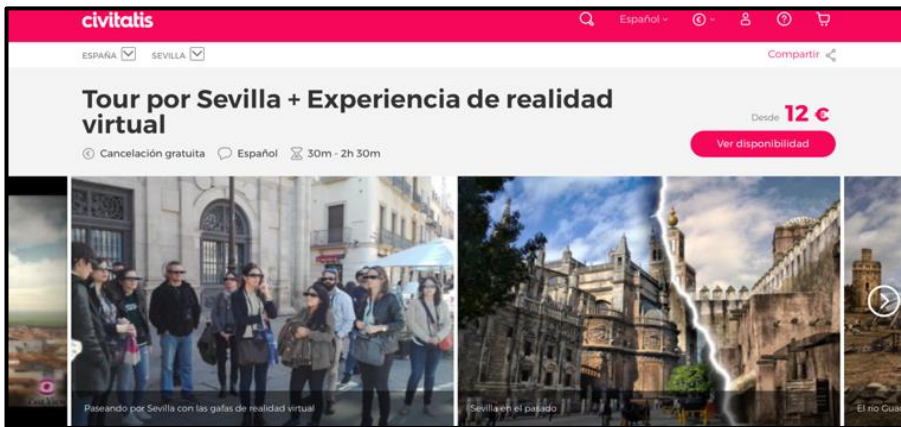 civitatis
Español
ESPAÑA
SEVILLA
Compartir
Tour por Sevilla + Experiencia de realidad
virtual
Desde 12 €
Cancelación gratuita
Español
30m - 2h 30m
Ver disponibilidad
Paseando por Sevilla con las gafas de realidad virtual
Sevilla en el pasado
El río Gua